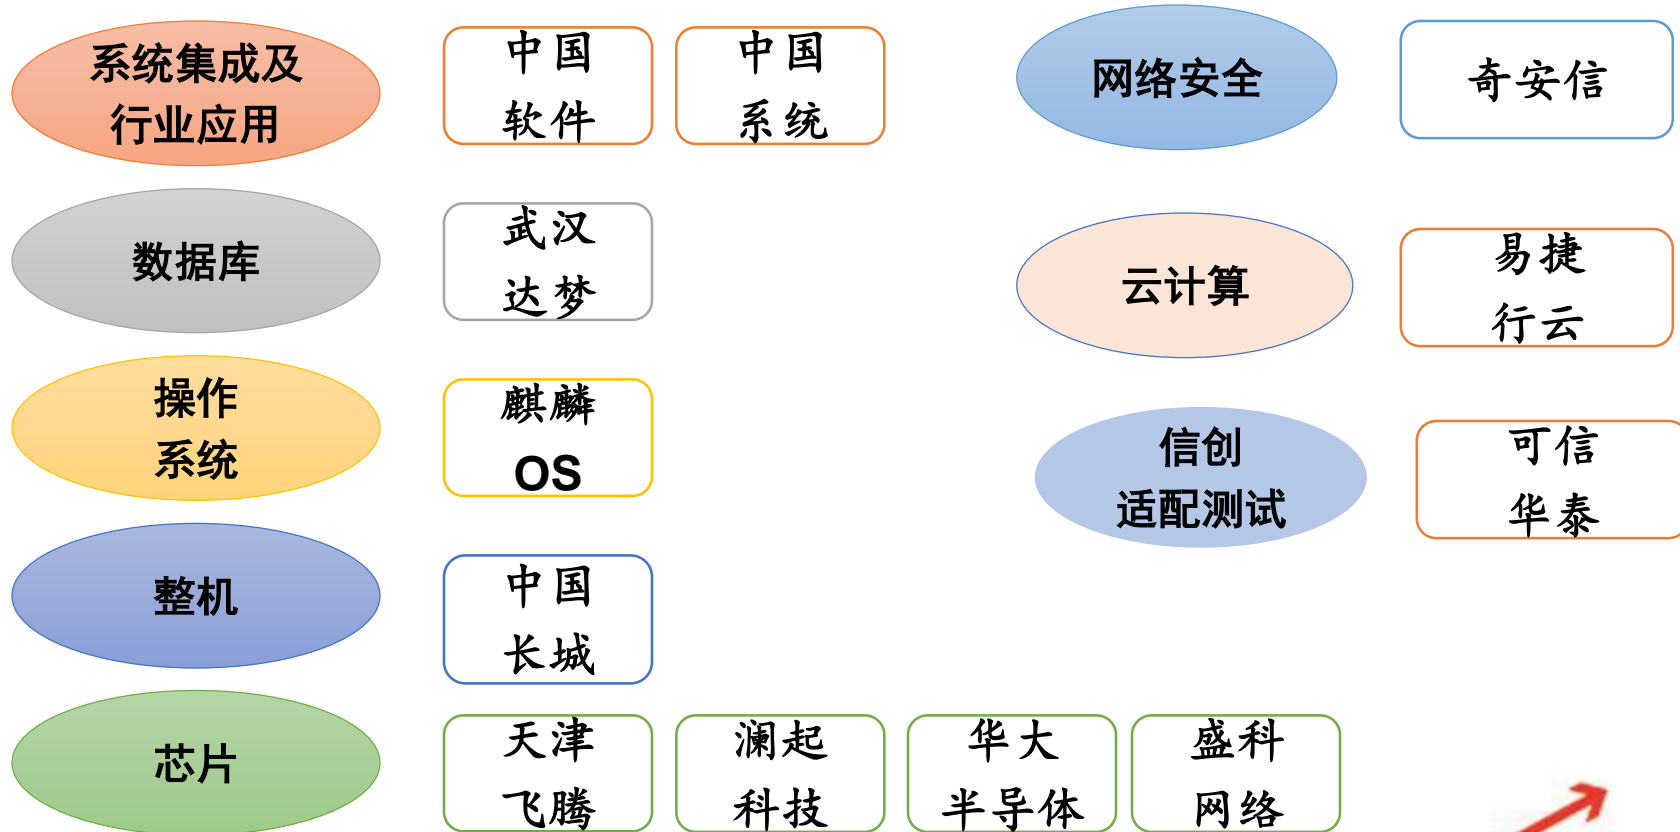 系统集成及
行业应用
中国
软件
中国
系统
网络安全
奇安信
数据库
武汉
达梦
云计算
易捷
行云
操作
系统
麒麟
OS
信创
适配测试
可信
华泰
整机
中国
长城
芯片
天津
飞腾
澜起
科技
华大
半导体
盛科
网络